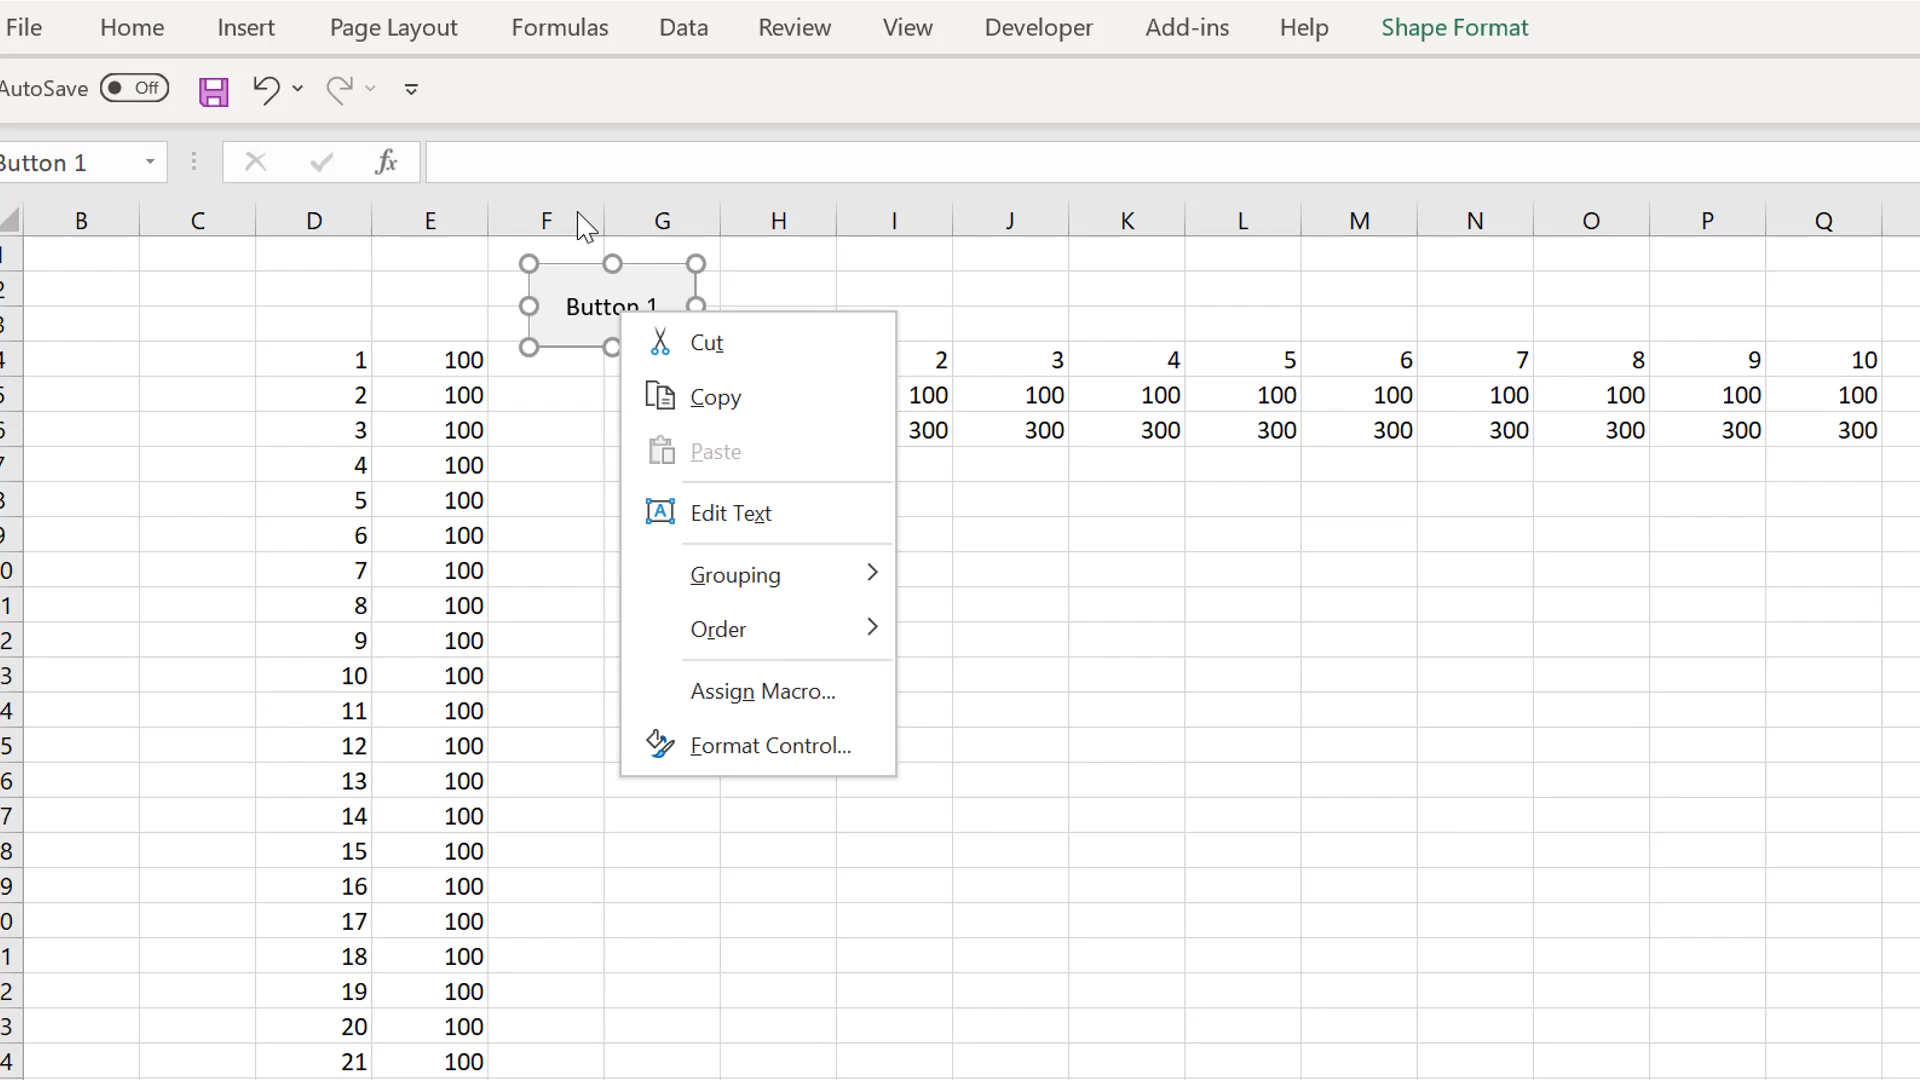 File Home Insert Page Layout Formulas Data Review View Developer Add-ins Help Shape Format
AutoSave Off
Button 1 fx
B C D E F G H I J K L M N O P Q
Button 1
Cut
Copy
Paste
Edit Text
Grouping
Order
Assign Macro...
Format Control...
1 100 2 3 4 5 6 7 8 9 10
2 100 100 100 100 100 100 100 100 100 100
3 100 300 300 300 300 300 300 300 300 300
4 100
5 100
6 100
7 100
8 100
9 100
10 100
11 100
12 100
13 100
14 100
15 100
16 100
17 100
18 100
19 100
20 100
21 100